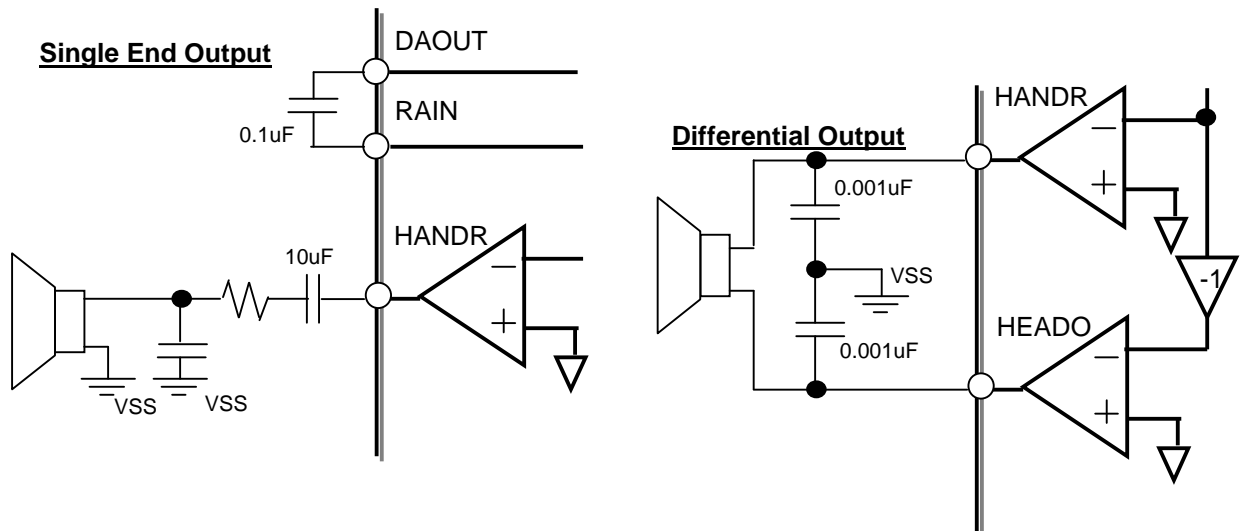 Single End Output
DAOUT
RAIN
0.1uF
HANDR
10uF
−
+
VSS
VSS
Differential Output
HANDR
−
+
0.001uF
VSS
-1
0.001uF
HEADO
−
+